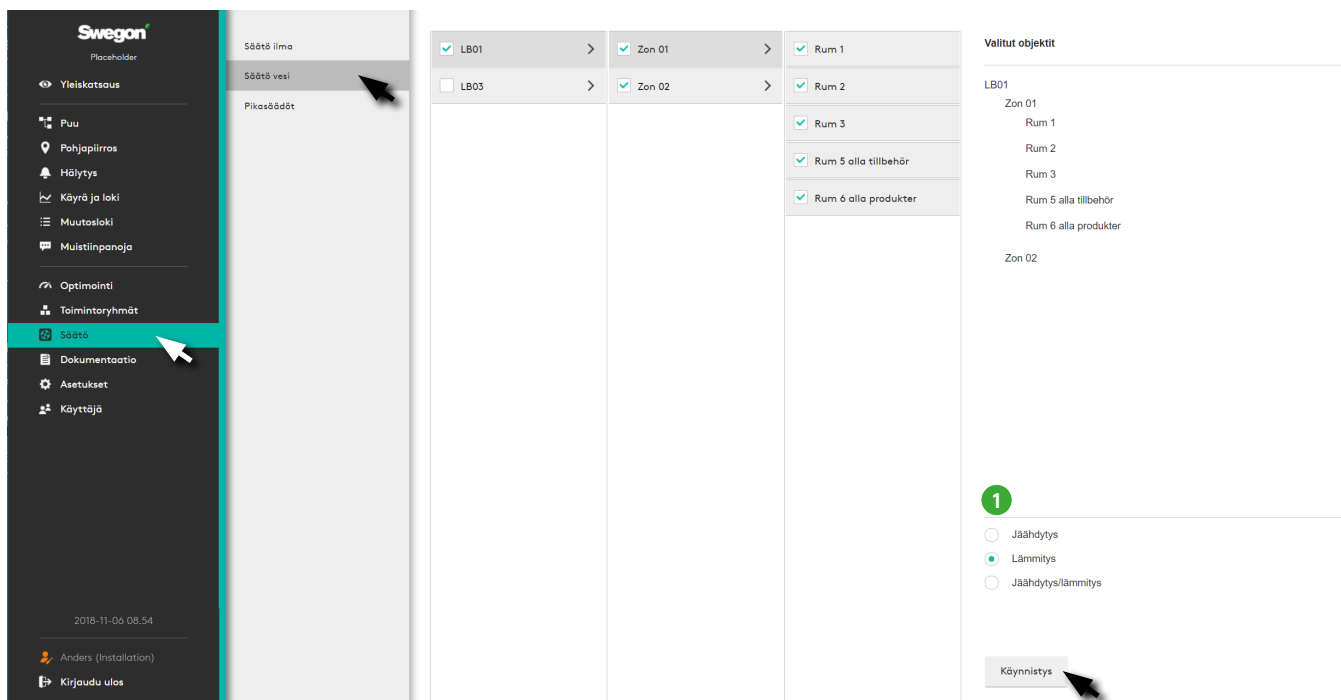 Swegon
Placeholder
Yleiskatsaus
Puu
Pohjapiirros
Hälytys
Käyrä ja loki
Muutosloki
Muistiinpanoja
Optimointi
Toimintoryhmät
Säätö
Dokumentaatio
Asetukset
Käyttäjä
2018-11-06 08.54
Anders (Installation)
Kirjaudu ulos
Säätö ilma
Säätö vesi
Pikasäädöt
LB01
LB03
Zon 01
Zon 02
Rum 1
Rum 2
Rum 3
Rum 5 alla tillbehör
Rum 6 alla produkter
Valitut objektit
LB01
Zon 01
Rum 1
Rum 2
Rum 3
Rum 5 alla tillbehör
Rum 6 alla produkter
Zon 02
1
Jäähdytys
Lämmitys
Jäähdytys/lämmitys
Käynnistys